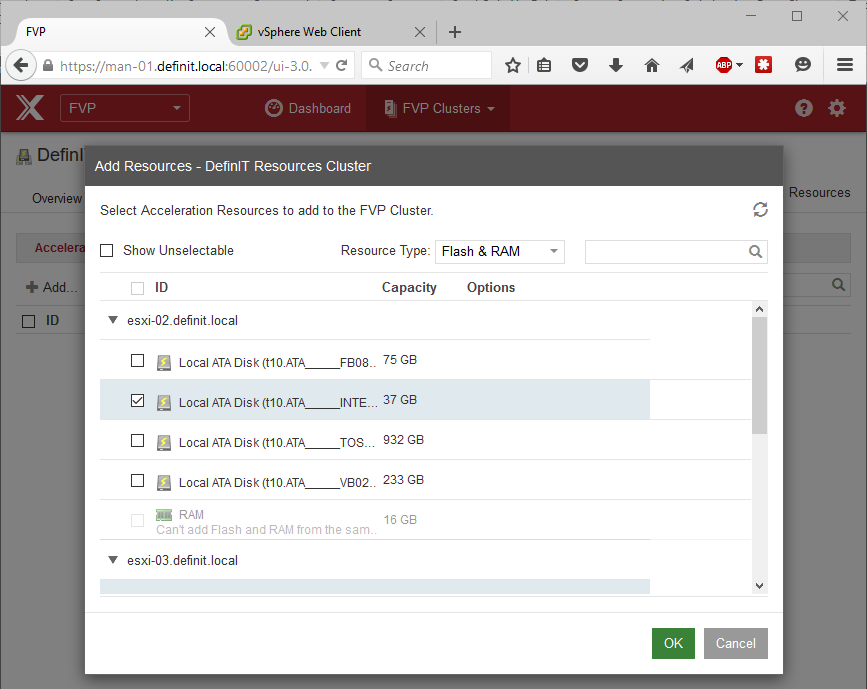 FVP
vSphere Web Client
https://man-01.definit.local:60002/ui-3.0.
Search
ABP
FVP
Dashboard
FVP Clusters
DefinI
Add Resources - DefinIT Resources Cluster
Overview
Resources
Select Acceleration Resources to add to the FVP Cluster.
Accelera
Show Unselectable
Resource Type:
Flash & RAM
Add...
ID
Capacity
Options
ID
esxi-02.definit.local
Local ATA Disk (t10.ATA_____FB08..
75 GB
Local ATA Disk (t10.ATA_____INTE...
37 GB
Local ATA Disk (t10.ATA_____TOS...
932 GB
Local ATA Disk (t10.ATA_____VB02..
233 GB
RAM
Can't add Flash and RAM from the sam..
16 GB
esxi-03.definit.local
OK
Cancel